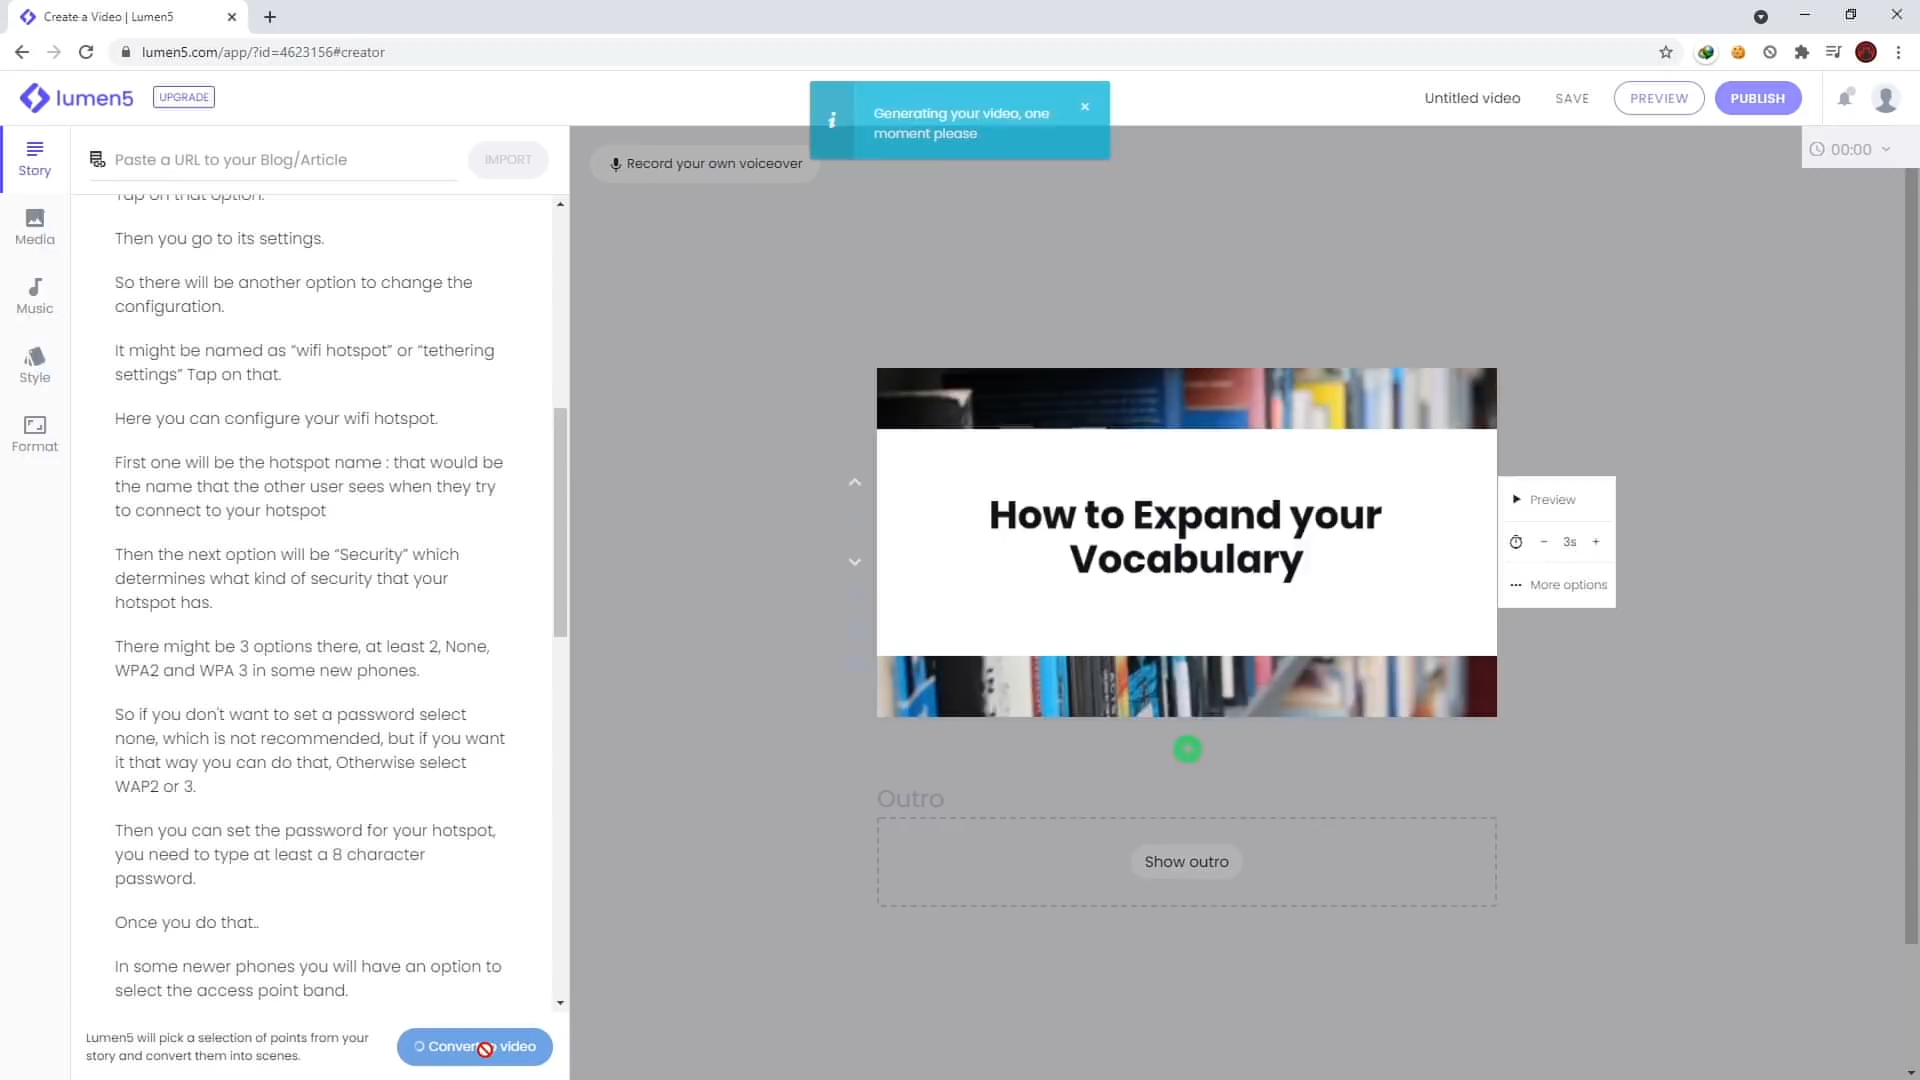 Create a Video | Lumen5
lumen5.com/app/?id=4623156#creator
lumen5
UPGRADE
Generating your video, one
moment please
Untitled video
SAVE
PREVIEW
PUBLISH
Story
Media
Music
Style
Format
Paste a URL to your Blog/Article
IMPORT
Record your own voiceover
00:00
Tap on that option.
Then you go to its settings.
So there will be another option to change the
configuration.
It might be named as “wifi hotspot” or “tethering
settings” Tap on that.
Here you can configure your wifi hotspot.
First one will be the hotspot name : that would be
the name that the other user sees when they try
to connect to your hotspot
Then the next option will be “Security” which
determines what kind of security that your
hotspot has.
There might be 3 options there, at least 2, None,
WPA2 and WPA 3 in some new phones.
So if you don't want to set a password select
none, which is not recommended, but if you want
it that way you can do that, Otherwise select
WAP2 or 3.
Then you can set the password for your hotspot,
you need to type at least a 8 character
password.
Once you do that..
In some newer phones you will have an option to
select the access point band.
Lumen5 will pick a selection of points from your
story and convert them into scenes.
Convert to video
How to Expand your
Vocabulary
Preview
3s
More options
Outro
Show outro